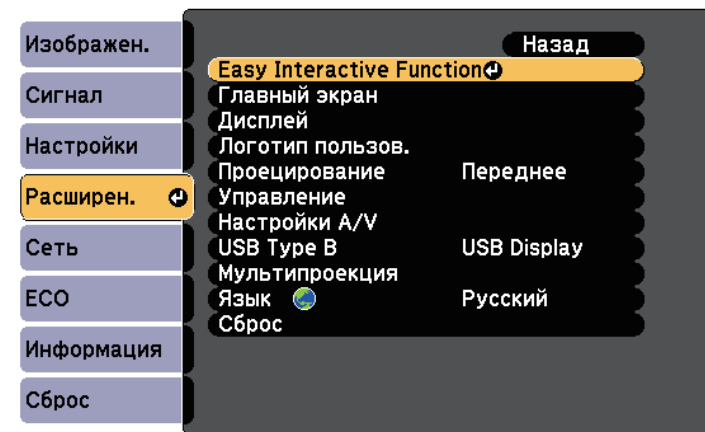 Изображен.
Сигнал
Настройки
Расширен.
Сеть
ECO
Информация
Сброс
Назад
Easy Interactive Function
Главный экран
Дисплей
Логотип пользов.
Проецирование Переднее
Управление
Настройки A/V
USB Type B USB Display
Мультипроекция
Язык Русский
Сброс